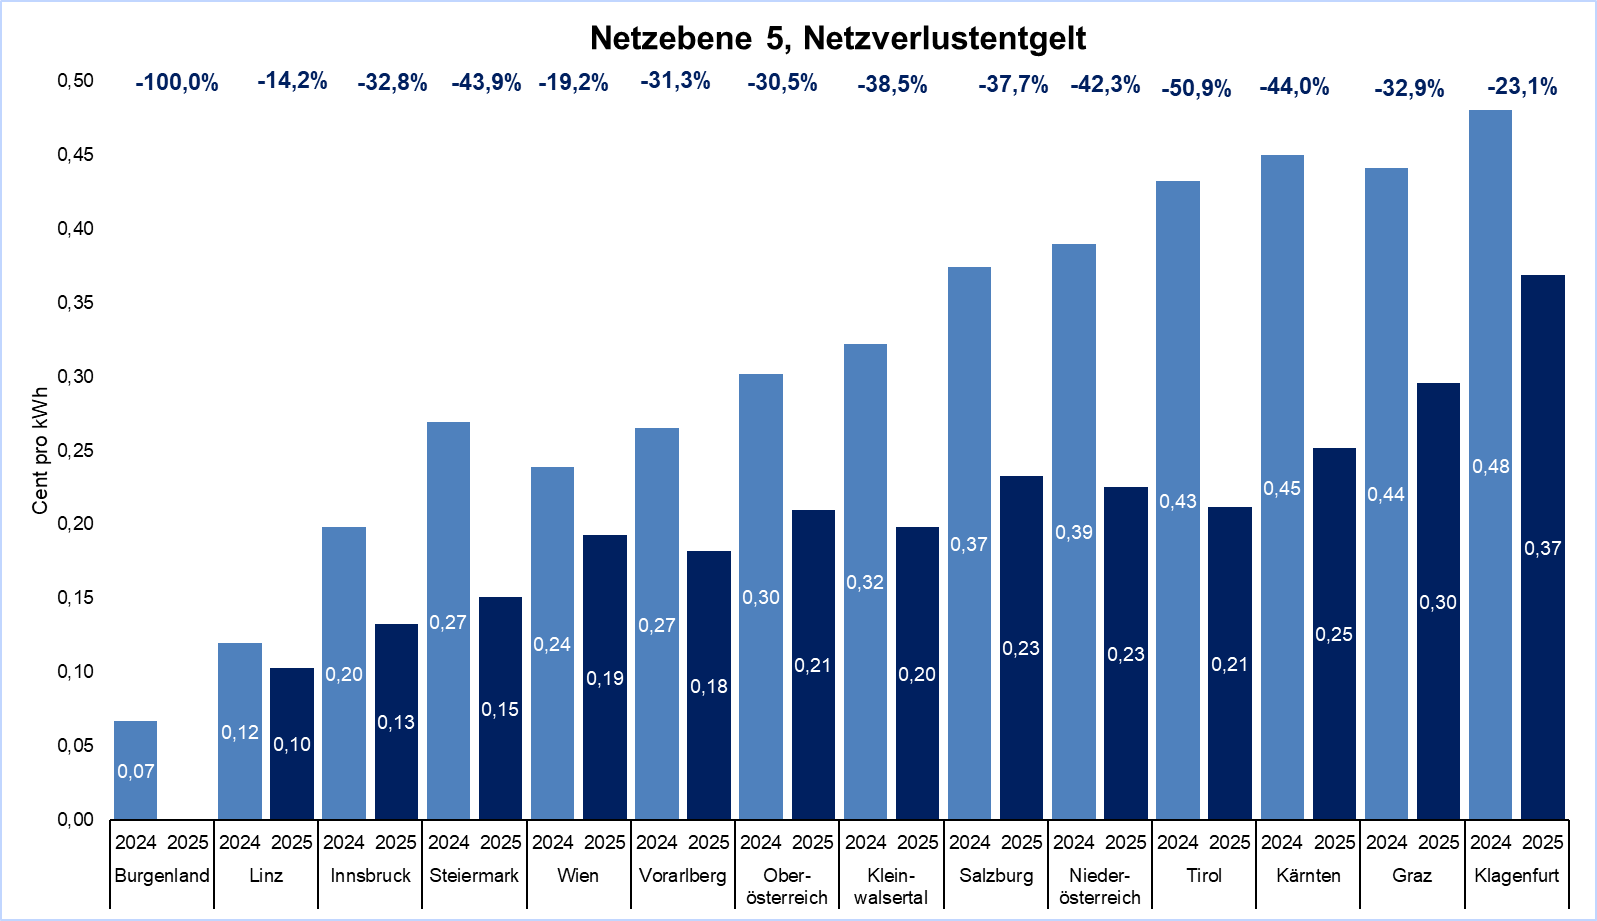 Netzebene 5, Netzverlustentgelt
-100,0% -14,2% -32,8% -43,9% -19,2% -31,3% -30,5% -38,5% -37,7% -42,3% -50,9% -44,0% -32,9% -23,1%
Cent pro kWh
0,50
0,45
0,40
0,35
0,30
0,25
0,20
0,15
0,10
0,05
0,00
0,07
0,12 0,10
0,20 0,13
0,27 0,15
0,24 0,19
0,27 0,18
0,30 0,21
0,32 0,20
0,37 0,23
0,39 0,23
0,43 0,21
0,45 0,25
0,44 0,30
0,48 0,37
2024 2025 2024 2025 2024 2025 2024 2025 2024 2025 2024 2025 2024 2025 2024 2025 2024 2025 2024 2025 2024 2025 2024 2025 2024 2025 2024 2025
Burgenland
Linz
Innsbruck
Steiermark
Wien
Vorarlberg
Ober-
österreich
Klein-
walsertal
Salzburg
Nieder-
österreich
Tirol
Kärnten
Graz
Klagenfurt